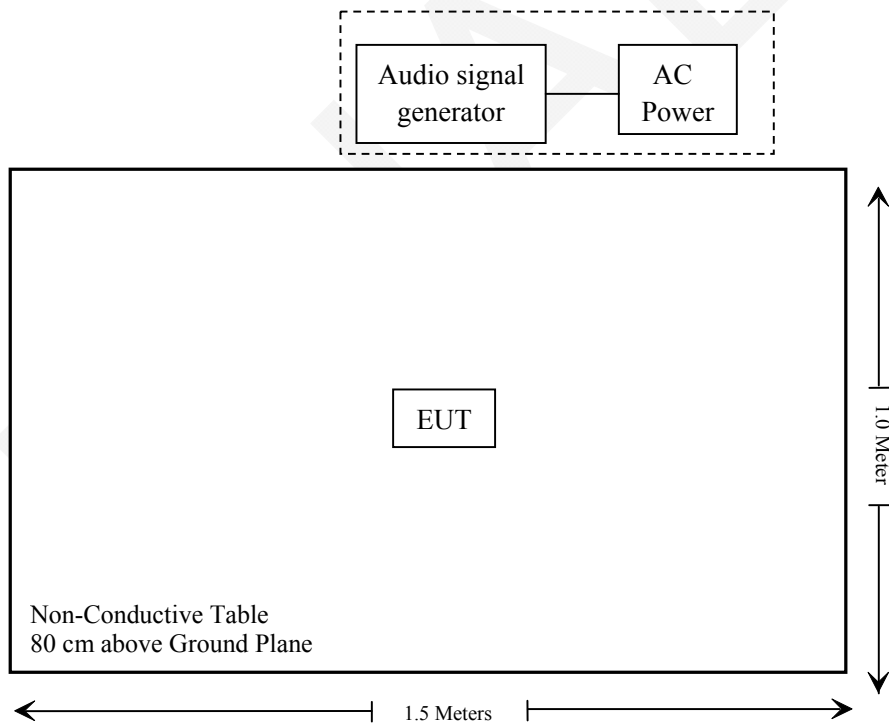 Audio signal
generator
AC
Power
EUT
1.0 Meter
Non-Conductive Table
80 cm above Ground Plane
1.5 Meters